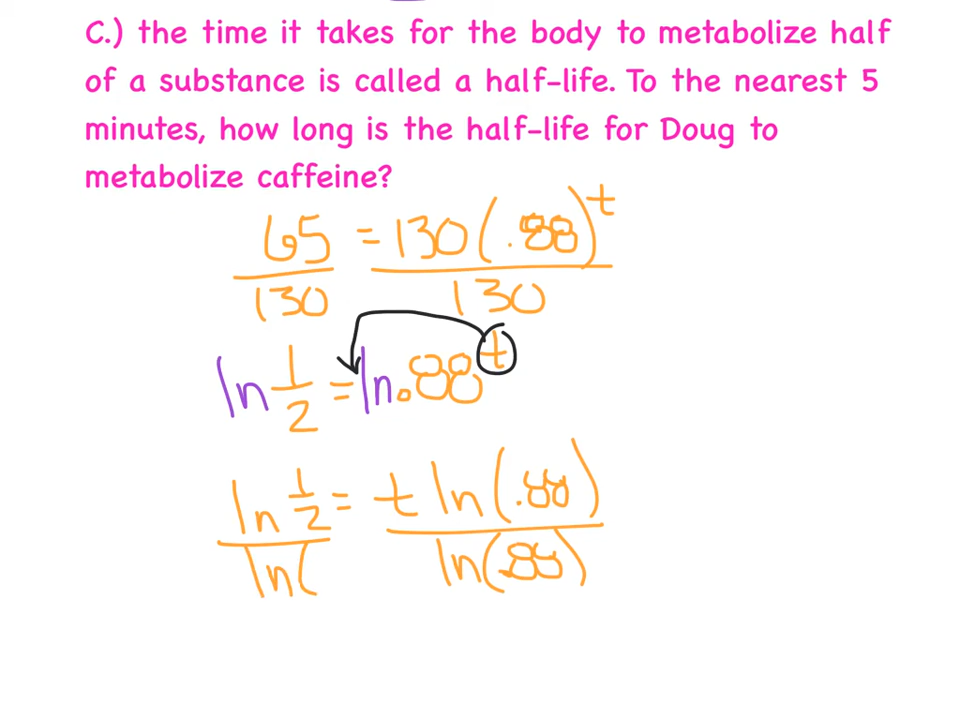 C.) the time it takes for the body to metabolize half
of a substance is called a half-life. To the nearest 5
minutes, how long is the half-life for Doug to
metabolize caffeine?
65/130 = 130(.88)^t/130
ln 1/2 = ln .88^t
ln 1/2 / ln( = t ln(.88) / ln(.88)